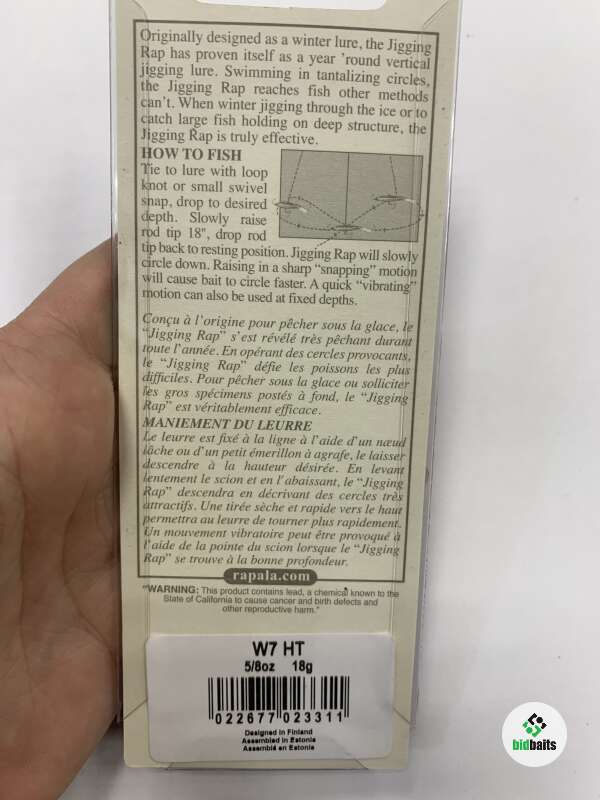 Originally designed as a winter lure, the Jigging
Rap has proven itself as a year 'round vertical
jigging lure. Swimming in tantalizing circles,
the Jigging Rap reaches fish other methods
can't. When winter jigging through the ice or to
catch large fish holding on deep structure, the
Jigging Rap is truly effective.
HOW TO FISH
Tie to lure with loop
knot or small swivel
snap, drop to desired
depth. Slowly raise
rod tip 18", drop rod
tip back to resting position. Jigging Rap will slowly
circle down. Raising in a sharp "snapping" motion
will cause bait to circle faster. A quick "vibrating"
motion can also be used at fixed depths.
Conçu à l'origine pour pêcher sous la glace, le
"Jigging Rap" s'est révélé très pêchant durant
toute l'année. En opérant des cercles provocants,
le "Jigging Rap" défie les poissons les plus
difficiles. Pour pêcher sous la glace ou solliciter
les gros spécimens postés à fond, le "Jigging
Rap" est véritablement efficace.
MANIEMENT DU LEURRE
Le leurre est fixé à la ligne à l'aide d'un nœud
lâche ou d'un petit émerillon à agrafe, le laisser
descendre à la hauteur désirée. En levant
lentement le scion et en l'abaissant, le "Jigging
Rap" descendra en décrivant des cercles très
attractifs. Une tirée sèche et rapide vers le haut
permettra au leurre de tourner plus rapidement.
Un mouvement vibratoire peut être provoqué à
l'aide de la pointe du scion lorsque le "Jigging
Rap" se trouve à la bonne profondeur.
rapala.com
"WARNING: This product contains lead, a chemical known to the
State of California to cause cancer and birth defects and
other reproductive harm."
W7 HT
5/8oz 18g
0 22677 02331 1
Designed in Finland
Assembled in Estonia
Assemblé en Estonie
bidbaits